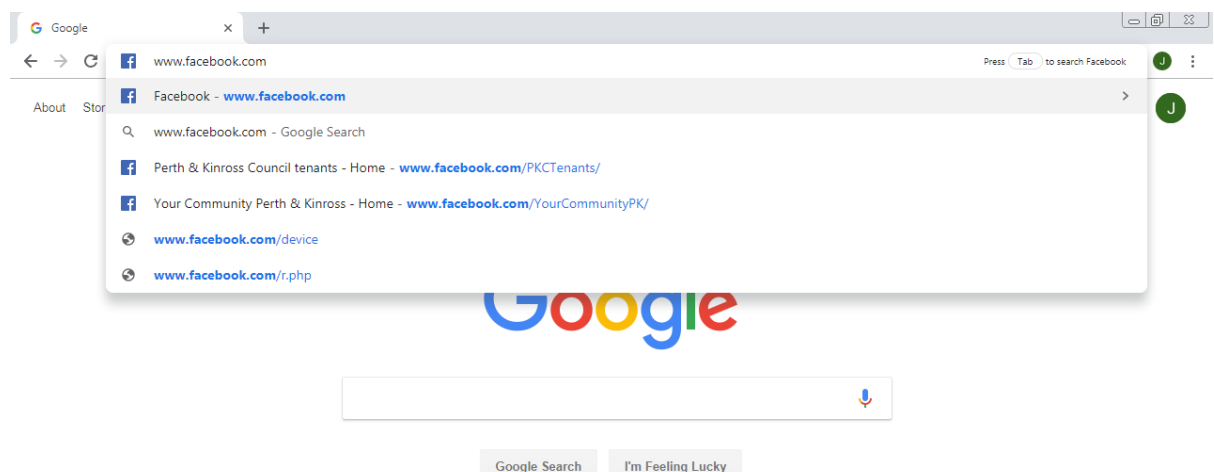 Google
www.facebook.com Press Tab to search Facebook J
Facebook - www.facebook.com
About Stor J
www.facebook.com - Google Search
Perth & Kinross Council tenants - Home - www.facebook.com/PKCTenants/
Your Community Perth & Kinross - Home - www.facebook.com/YourCommunityPK/
www.facebook.com/device
www.facebook.com/r.php
Google
Google Search I'm Feeling Lucky